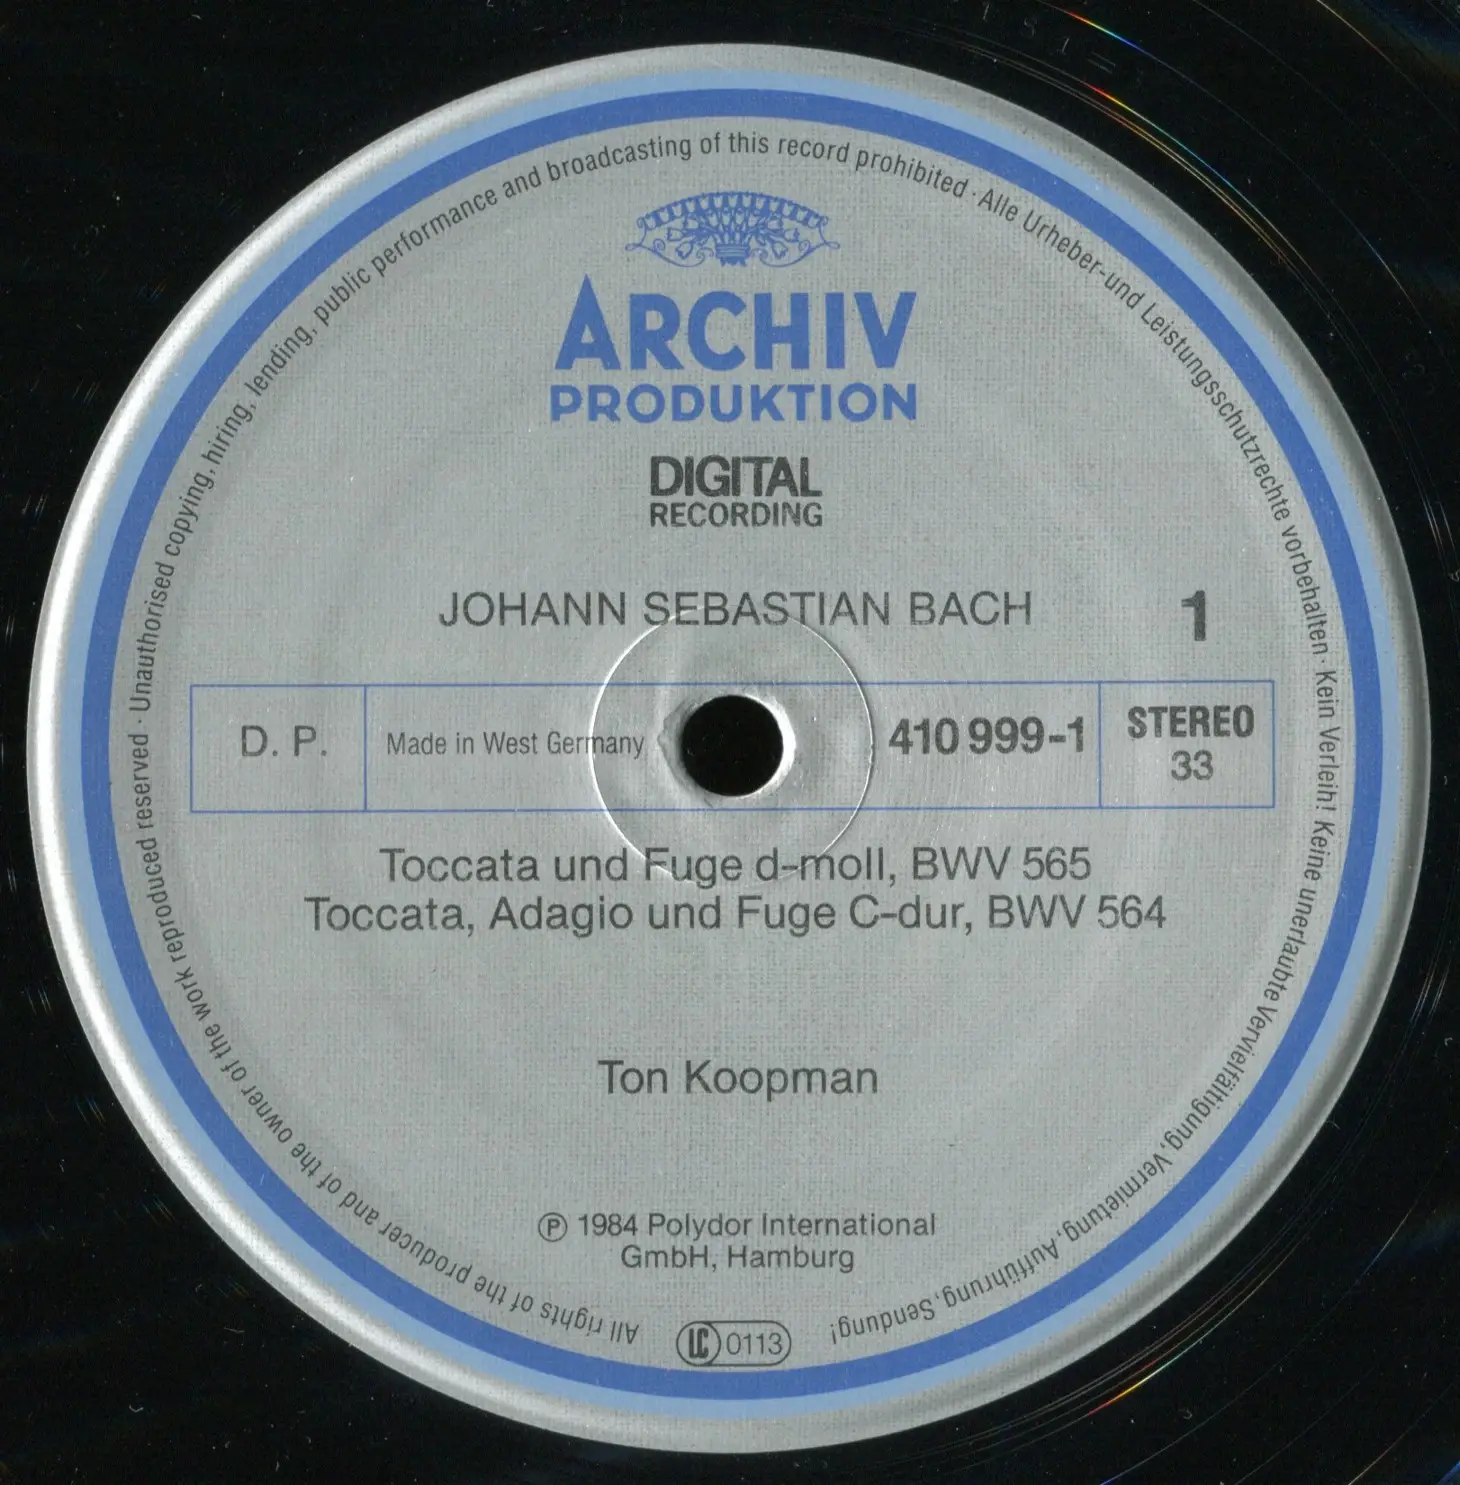 All rights of the producer and of the owner of the work reproduced reserved · Unauthorised copying, hiring, lending, public performance and broadcasting of this record prohibited · Alle Urheber-und Leistungsschutzrechte vorbehalten · Kein Verleih! Keine unerlaubte Vervielfältigung, Vermietung, Aufführung, Sendung!
ARCHIV
PRODUKTION
DIGITAL
RECORDING
JOHANN SEBASTIAN BACH
1
D. P.
Made in West Germany
410 999-1
STEREO
33
Toccata und Fuge d-moll, BWV 565
Toccata, Adagio und Fuge C-dur, BWV 564
Ton Koopman
℗ 1984 Polydor International
GmbH, Hamburg
LC 0113